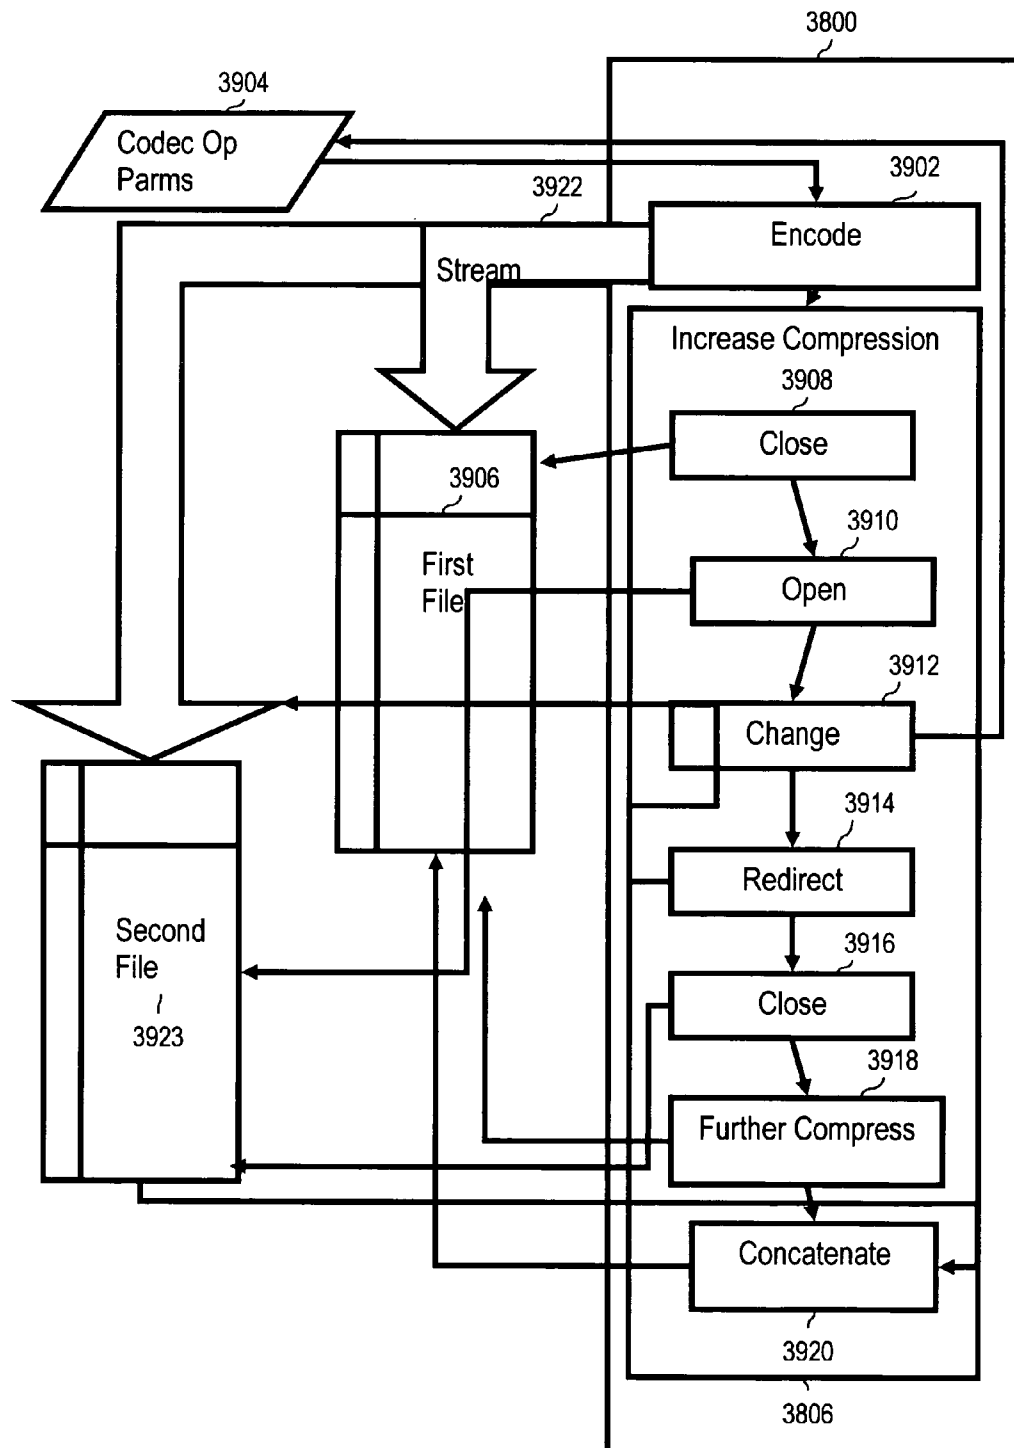 3800
3904
Codec Op
Parms
3902
3922
Encode
Stream
Increase Compression
3908
Close
3906
3910
First
File
Open
3912
Change
3914
Redirect
Second
File
3916
Close
3923
3918
Further Compress
Concatenate
3920
3806